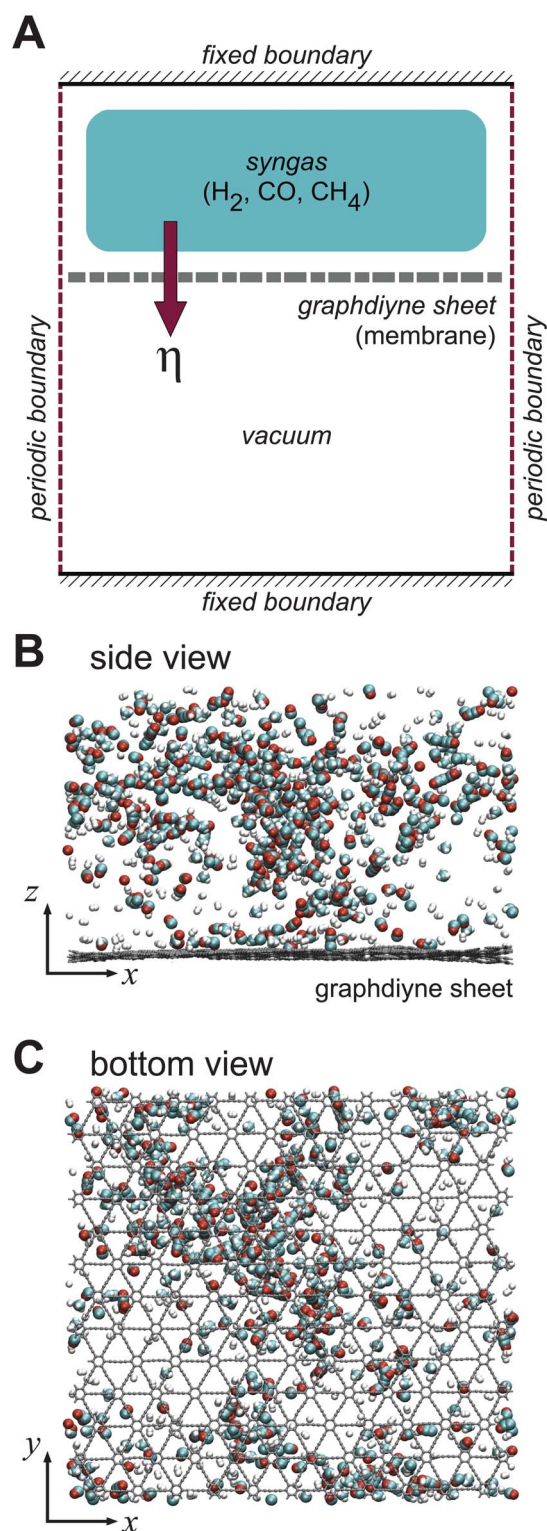 A
fixed boundary
syngas
(H2, CO, CH4)
graphdiyne sheet
(membrane)
η
vacuum
periodic boundary
periodic boundary
fixed boundary
B side view
z
x
graphdiyne sheet
C bottom view
y
x